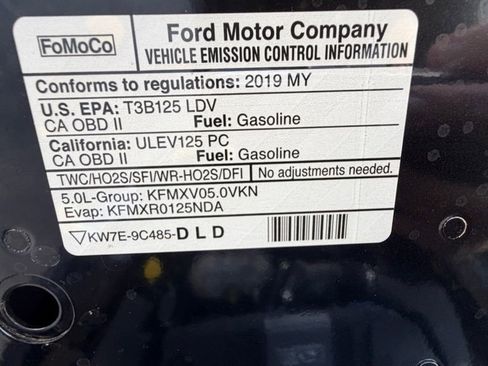 FoMoCo
Ford Motor Company
VEHICLE EMISSION CONTROL INFORMATION
Conforms to regulations: 2019 MY
U.S. EPA: T3B125 LDV
CA OBD II Fuel: Gasoline
California: ULEV125 PC
CA OBD II Fuel: Gasoline
TWC/HO2S/SFI/WR-HO2S/DFI No adjustments needed.
5.0L-Group: KFMXV05.0VKN
Evap: KFMXR0125NDA
KW7E-9C485-DLD